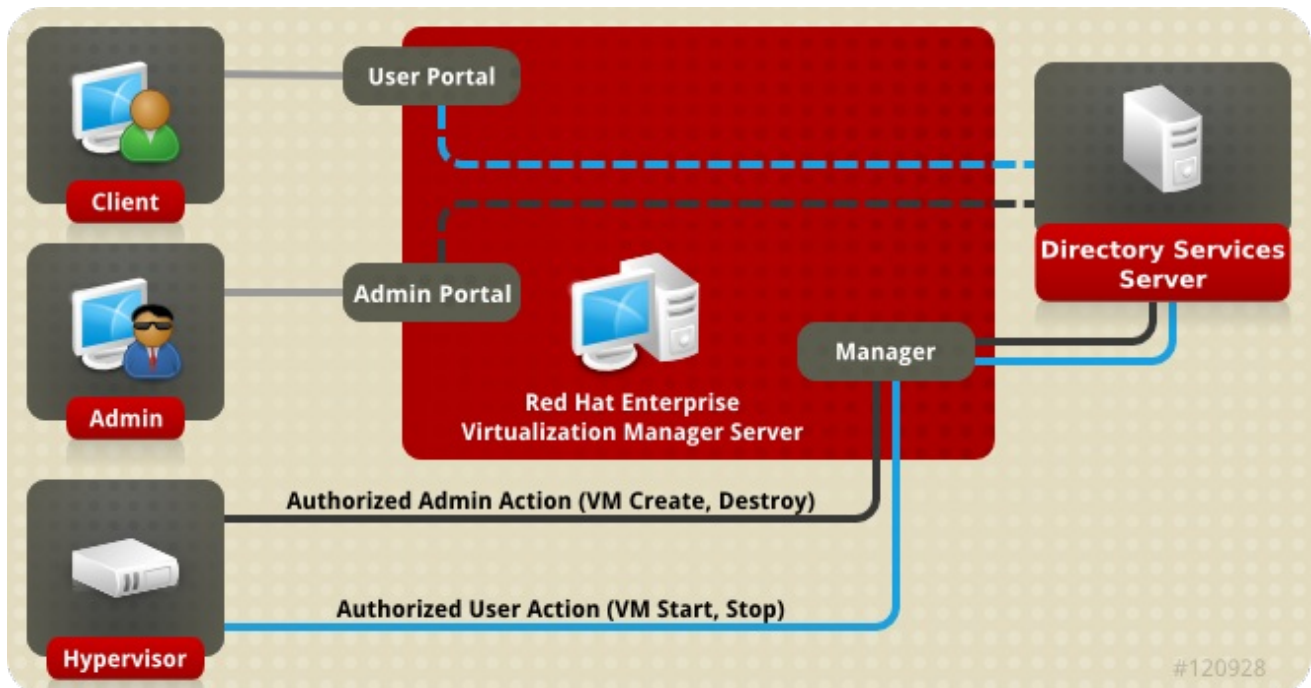 User Portal
Client
Directory Services
Server
Admin Portal
Manager
Admin
Red Hat Enterprise
Virtualization Manager Server
Authorized Admin Action (VM Create, Destroy)
Authorized User Action (VM Start, Stop)
Hypervisor
#120928